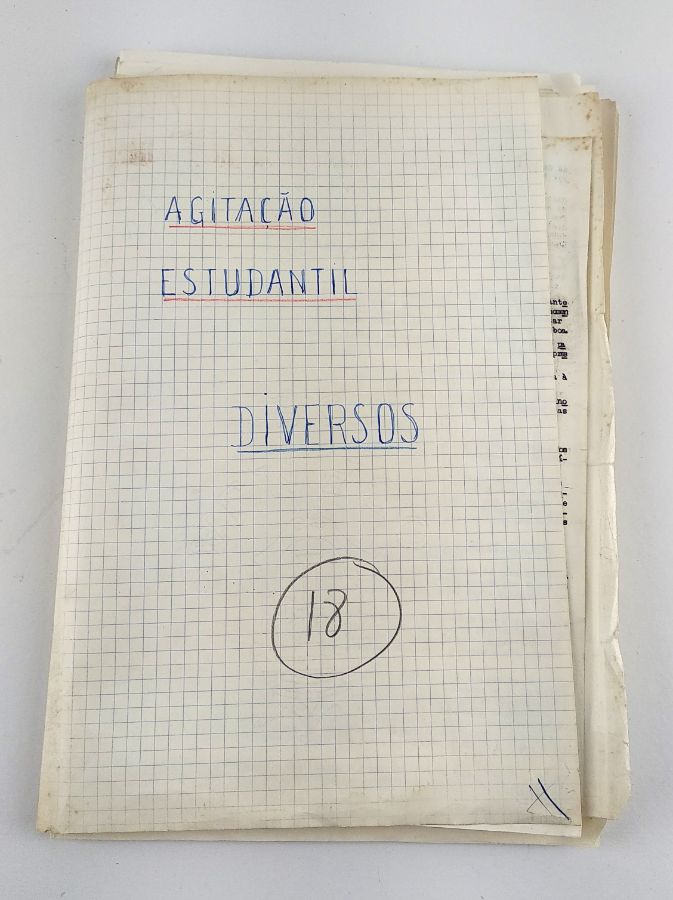 AGITAÇÃO
ESTUDANTIL
DIVERSOS
18